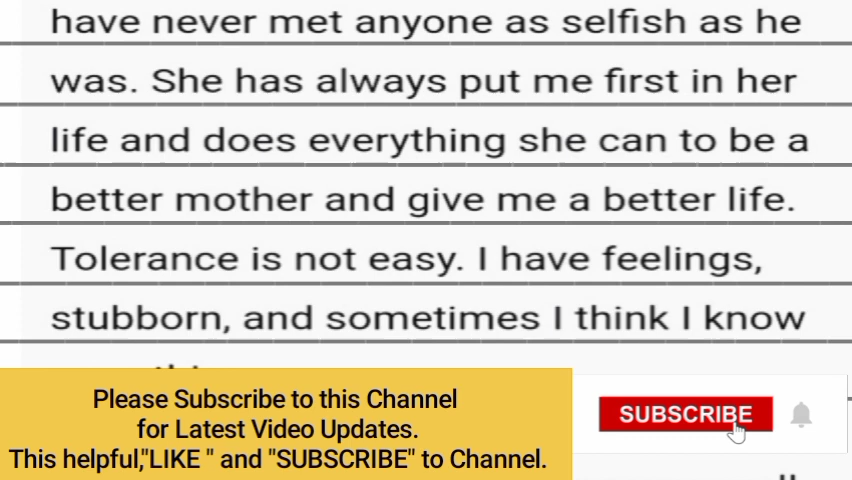 have never met anyone as selfish as he
was. She has always put me first in her
life and does everything she can to be a
better mother and give me a better life.
Tolerance is not easy. I have feelings,
stubborn, and sometimes I think I know
Please Subscribe to this Channel
for Latest Video Updates.
This helpful,"LIKE " and "SUBSCRIBE" to Channel.
SUBSCRIBE